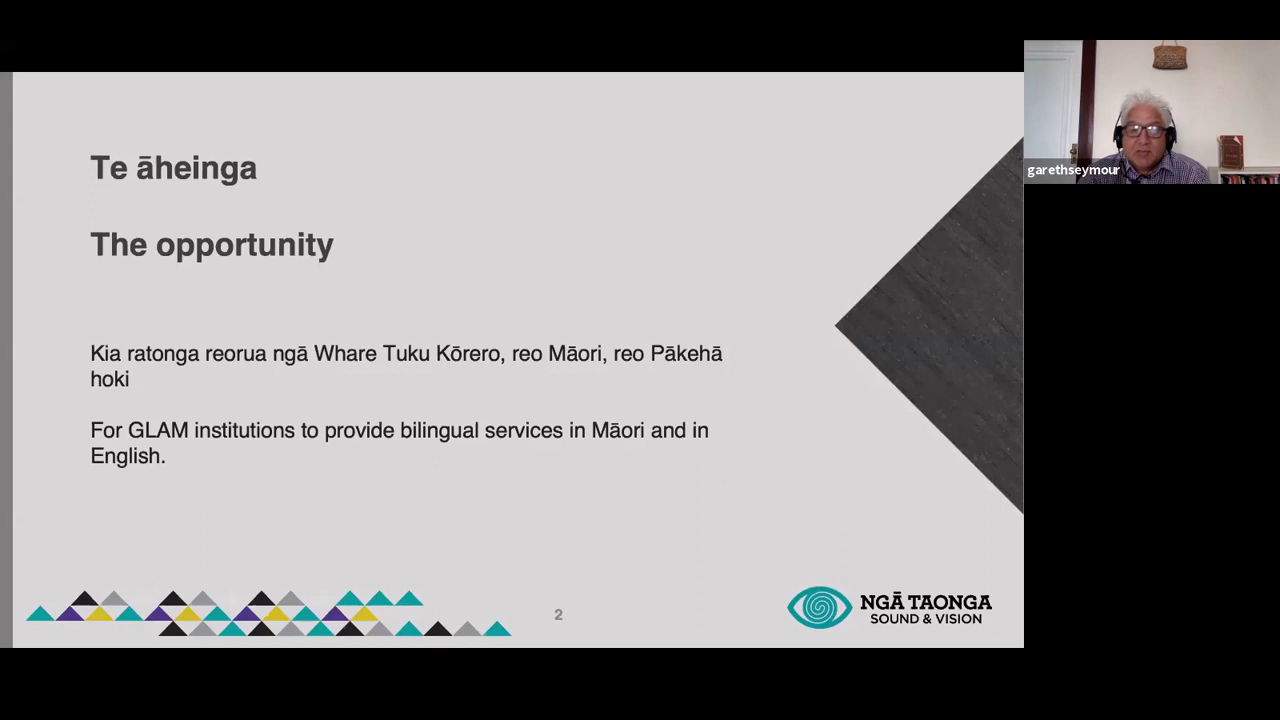 Te āheinga
The opportunity
Kia ratonga reorua ngā Whare Tuku Kōrero, reo Māori, reo Pākehā
hoki
For GLAM institutions to provide bilingual services in Māori and in
English.
2
NGĀ TAONGA
SOUND & VISION
garethseymour